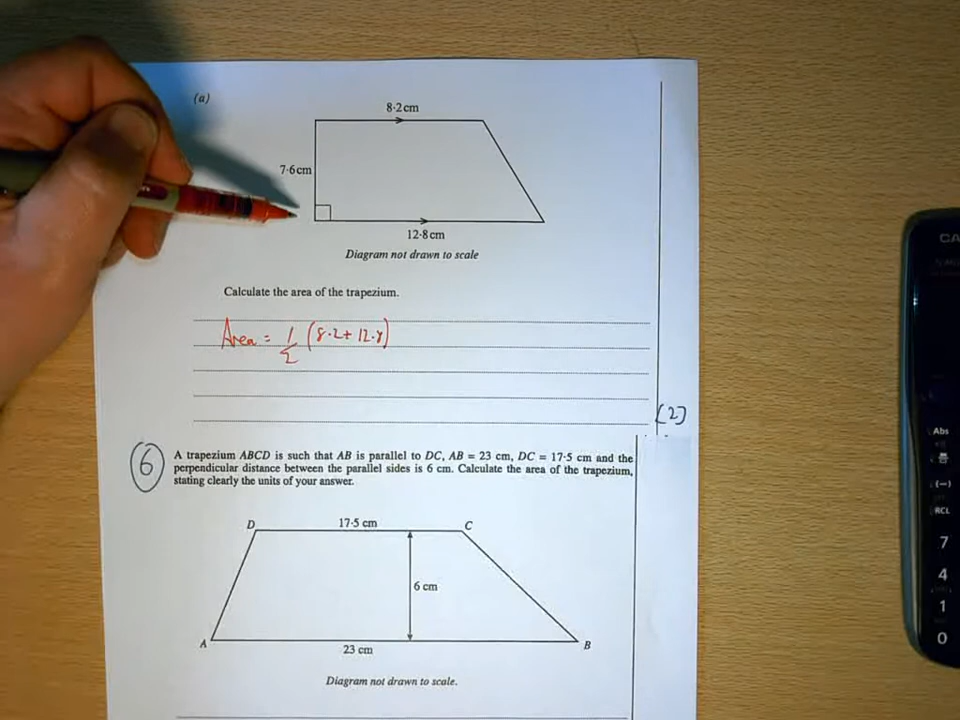 (a)
8·2 cm
7·6 cm
12·8 cm
Diagram not drawn to scale
Calculate the area of the trapezium.
Area = 1/2 (8·2 + 12·8)
(2)
6
A trapezium ABCD is such that AB is parallel to DC, AB = 23 cm, DC = 17·5 cm and the
perpendicular distance between the parallel sides is 6 cm. Calculate the area of the trapezium,
stating clearly the units of your answer.
D 17·5 cm C
6 cm
A 23 cm B
Diagram not drawn to scale.
CA
Abs
(−)
RCL
7
4
1
0